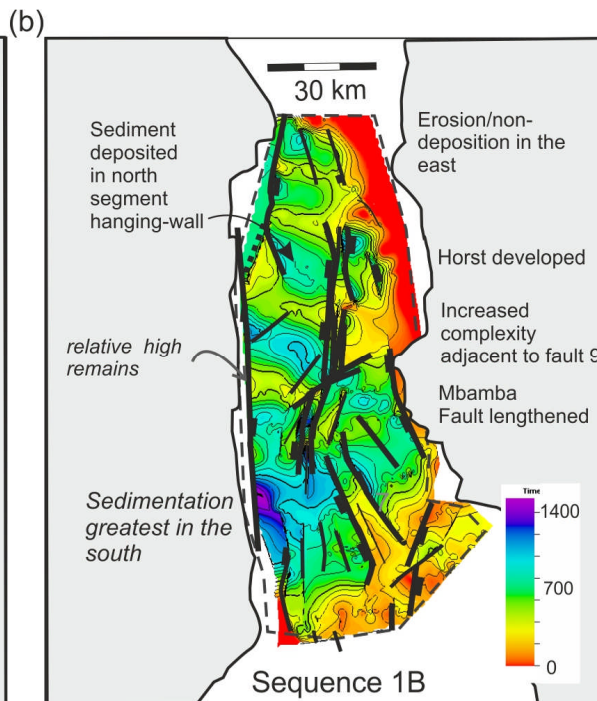 (b)
30 km
Sediment
deposited
in north
segment
hanging-wall
Erosion/non-
deposition in the
east
Horst developed
Increased
complexity
adjacent to fault 9
relative high
remains
Mbamba
Fault lengthened
Sedimentation
greatest in the
south
Time
1400
700
0
Sequence 1B